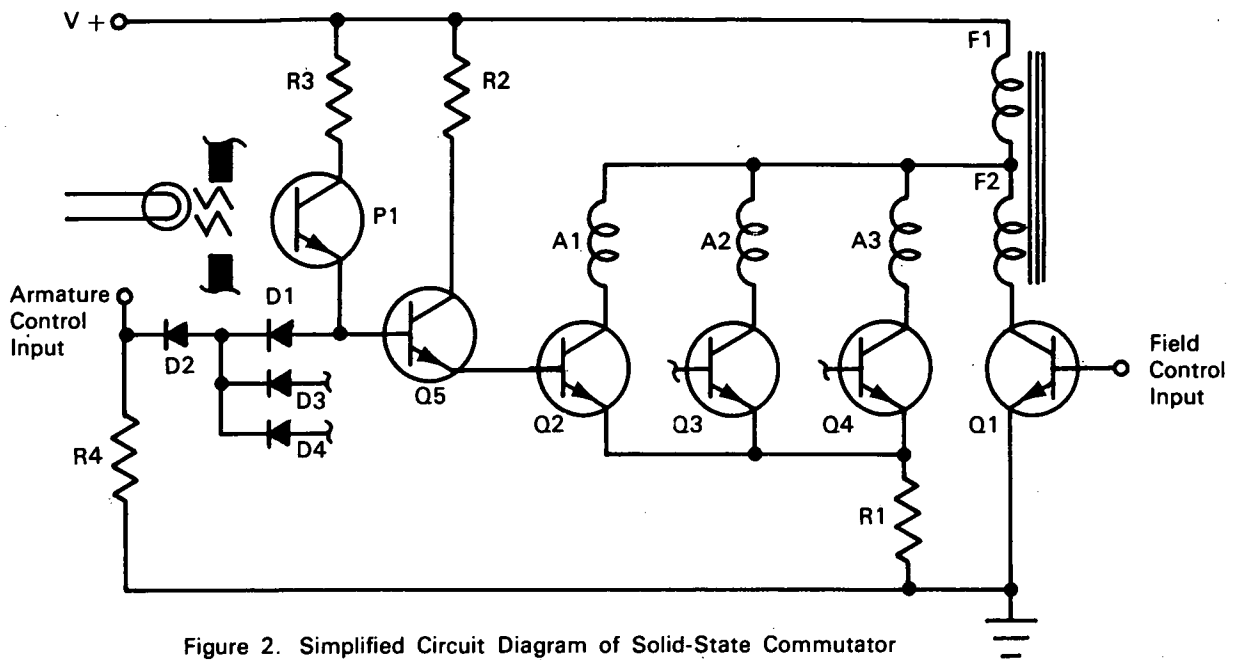 V +
F1
R3
R2
P1
F2
A1
A2
A3
Armature
Control
Input
D1
D2
D3
D4
Q5
Q2
Q3
Q4
Q1
Field
Control
Input
R4
R1
Figure 2. Simplified Circuit Diagram of Solid-State Commutator